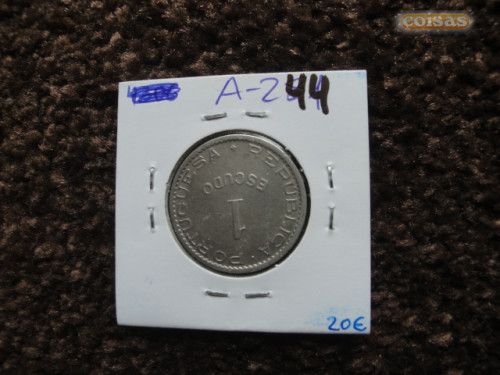 coisas
A-244
REPUBLICA • PORTUGUESA •
1
ESCUDO
20€